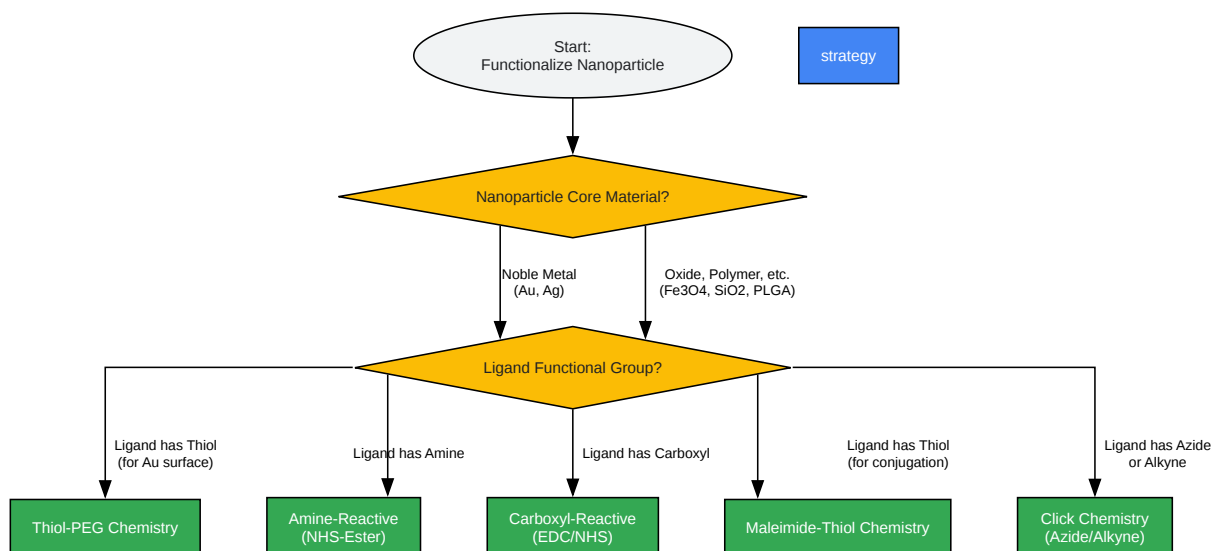 Start:
Functionalize Nanoparticle
strategy
Nanoparticle Core Material?
Noble Metal
(Au, Ag)
Oxide, Polymer, etc.
(Fe3O4, SiO2, PLGA)
Ligand Functional Group?
Ligand has Thiol
(for Au surface)
Ligand has Amine
Ligand has Carboxyl
Ligand has Thiol
(for conjugation)
Ligand has Azide
or Alkyne
Thiol-PEG Chemistry
Amine-Reactive
(NHS-Ester)
Carboxyl-Reactive
(EDC/NHS)
Maleimide-Thiol Chemistry
Click Chemistry
(Azide/Alkyne)